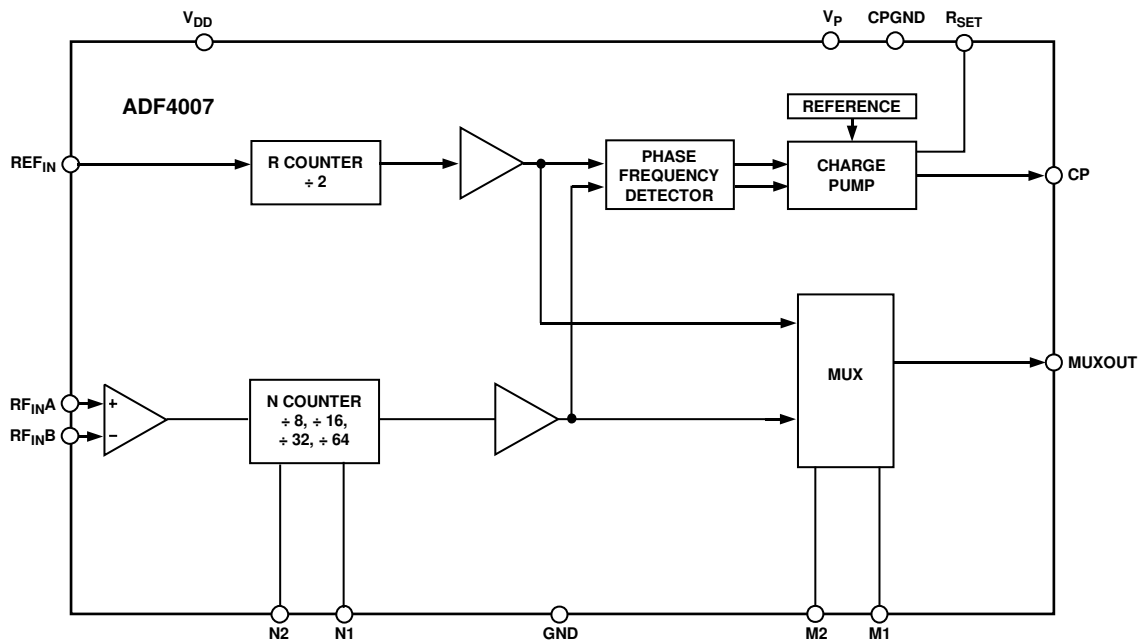 VDD
VP
CPGND
RSET
ADF4007
REFERENCE
REFIN
R COUNTER
÷ 2
PHASE
FREQUENCY
DETECTOR
CHARGE
PUMP
CP
MUX
MUXOUT
RFINA
+
N COUNTER
÷ 8, ÷ 16,
÷ 32, ÷ 64
RFINB
−
N2
N1
GND
M2
M1